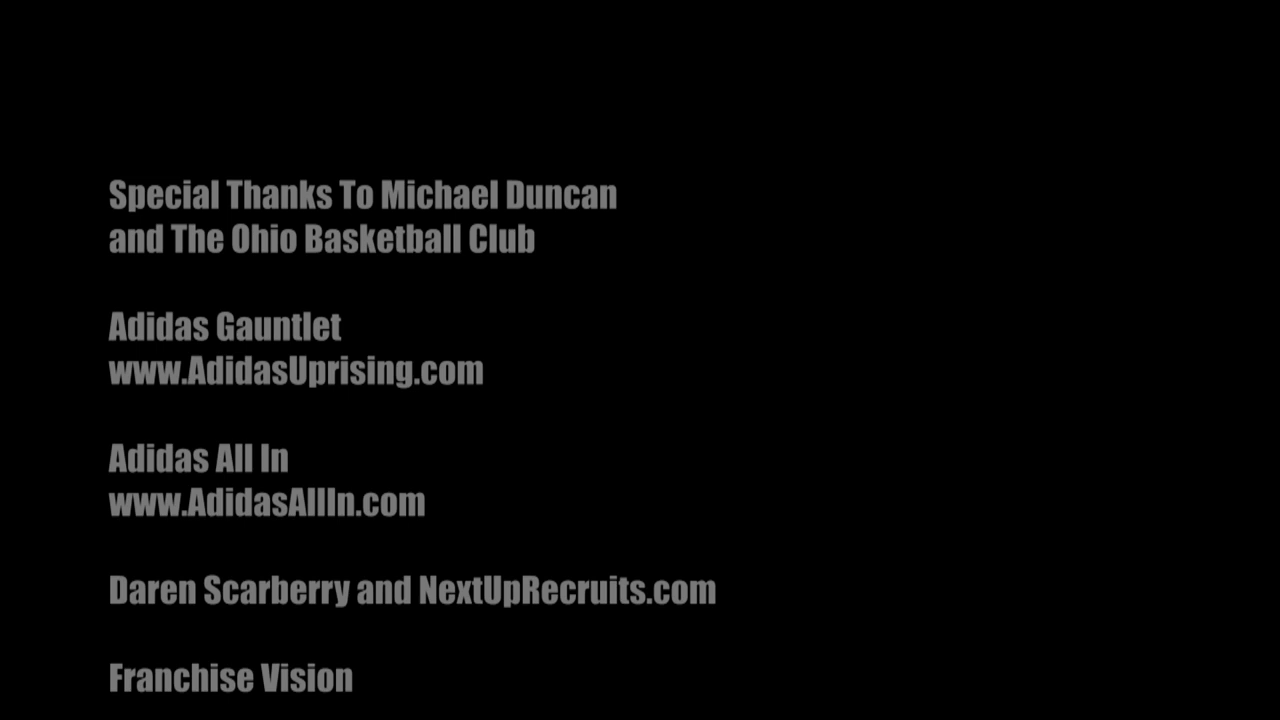 Special Thanks To Michael Duncan
and The Ohio Basketball Club
Adidas Gauntlet
www.AdidasUprising.com
Adidas All In
www.AdidasAllIn.com
Daren Scarberry and NextUpRecruits.com
Franchise Vision